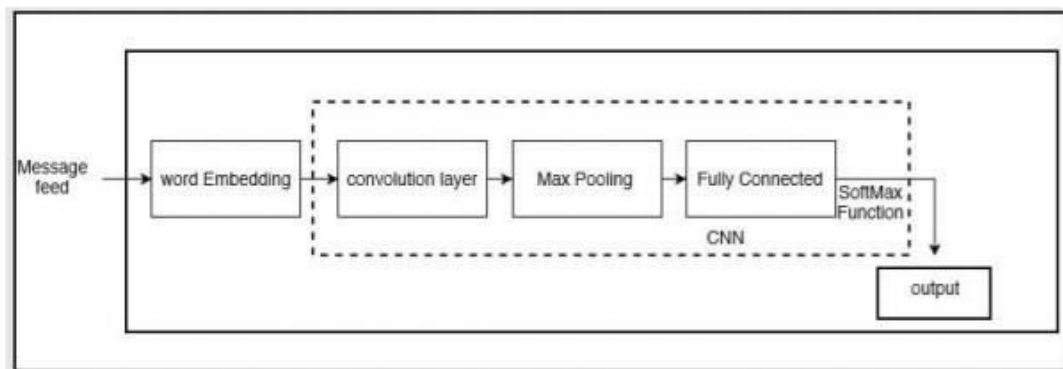 Message
feed
word Embedding
convolution layer
Max Pooling
Fully Connected
SoftMax
Function
CNN
output